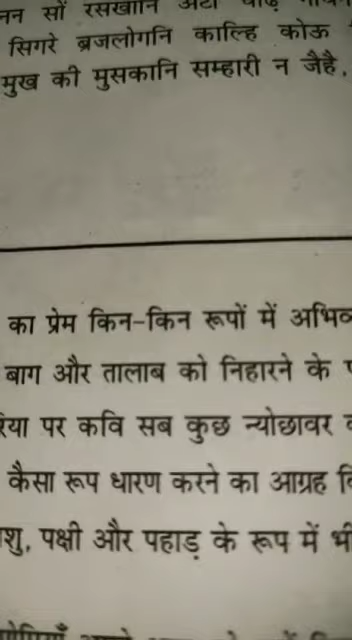 सों रसखानि
सिगरे ब्रजलोगनि काल्हि कोऊ
मुख की मुसकानि सम्हारी न जैहै,
का प्रेम किन-किन रूपों में
बाग और तालाब को निहारने के
पर कवि सब कुछ न्योछावर
कैसा रूप धारण करने का आग्रह
पक्षी और पहाड़ के रूप में भी